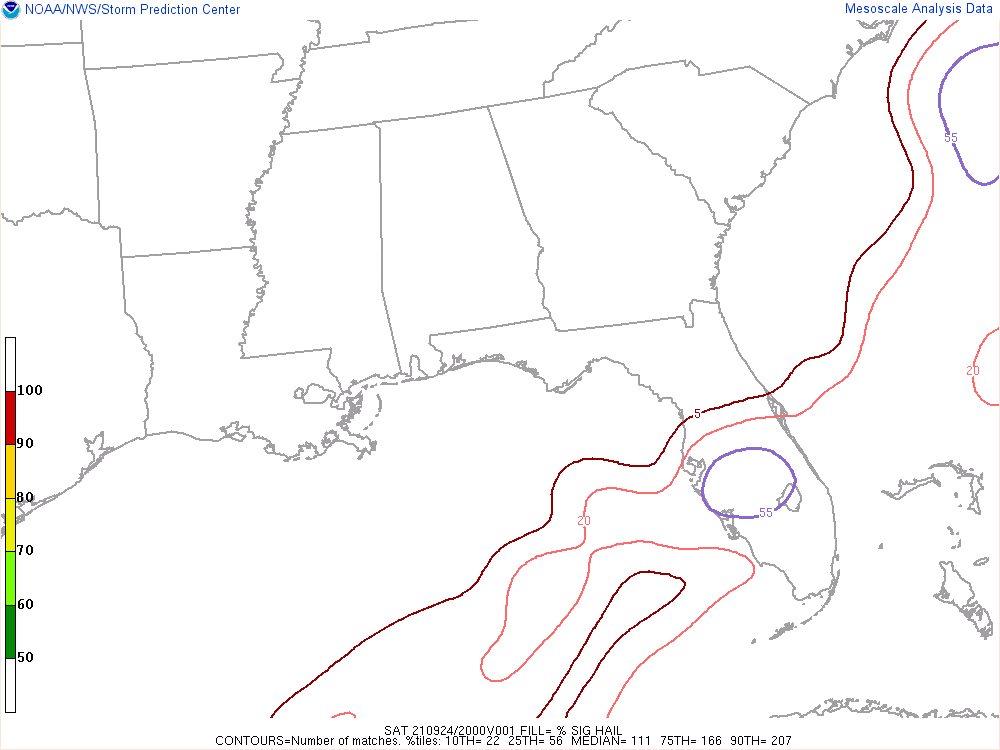 NOAA/NWS/Storm Prediction Center
Mesoscale Analysis Data
55
20
5
20
55
100
90
80
70
60
50
SAT 210924/2000V001 FILL= % SIG HAIL
CONTOURS=Number of matches. %tiles: 10TH= 22 25TH= 56 MEDIAN= 111 75TH= 166 90TH= 207